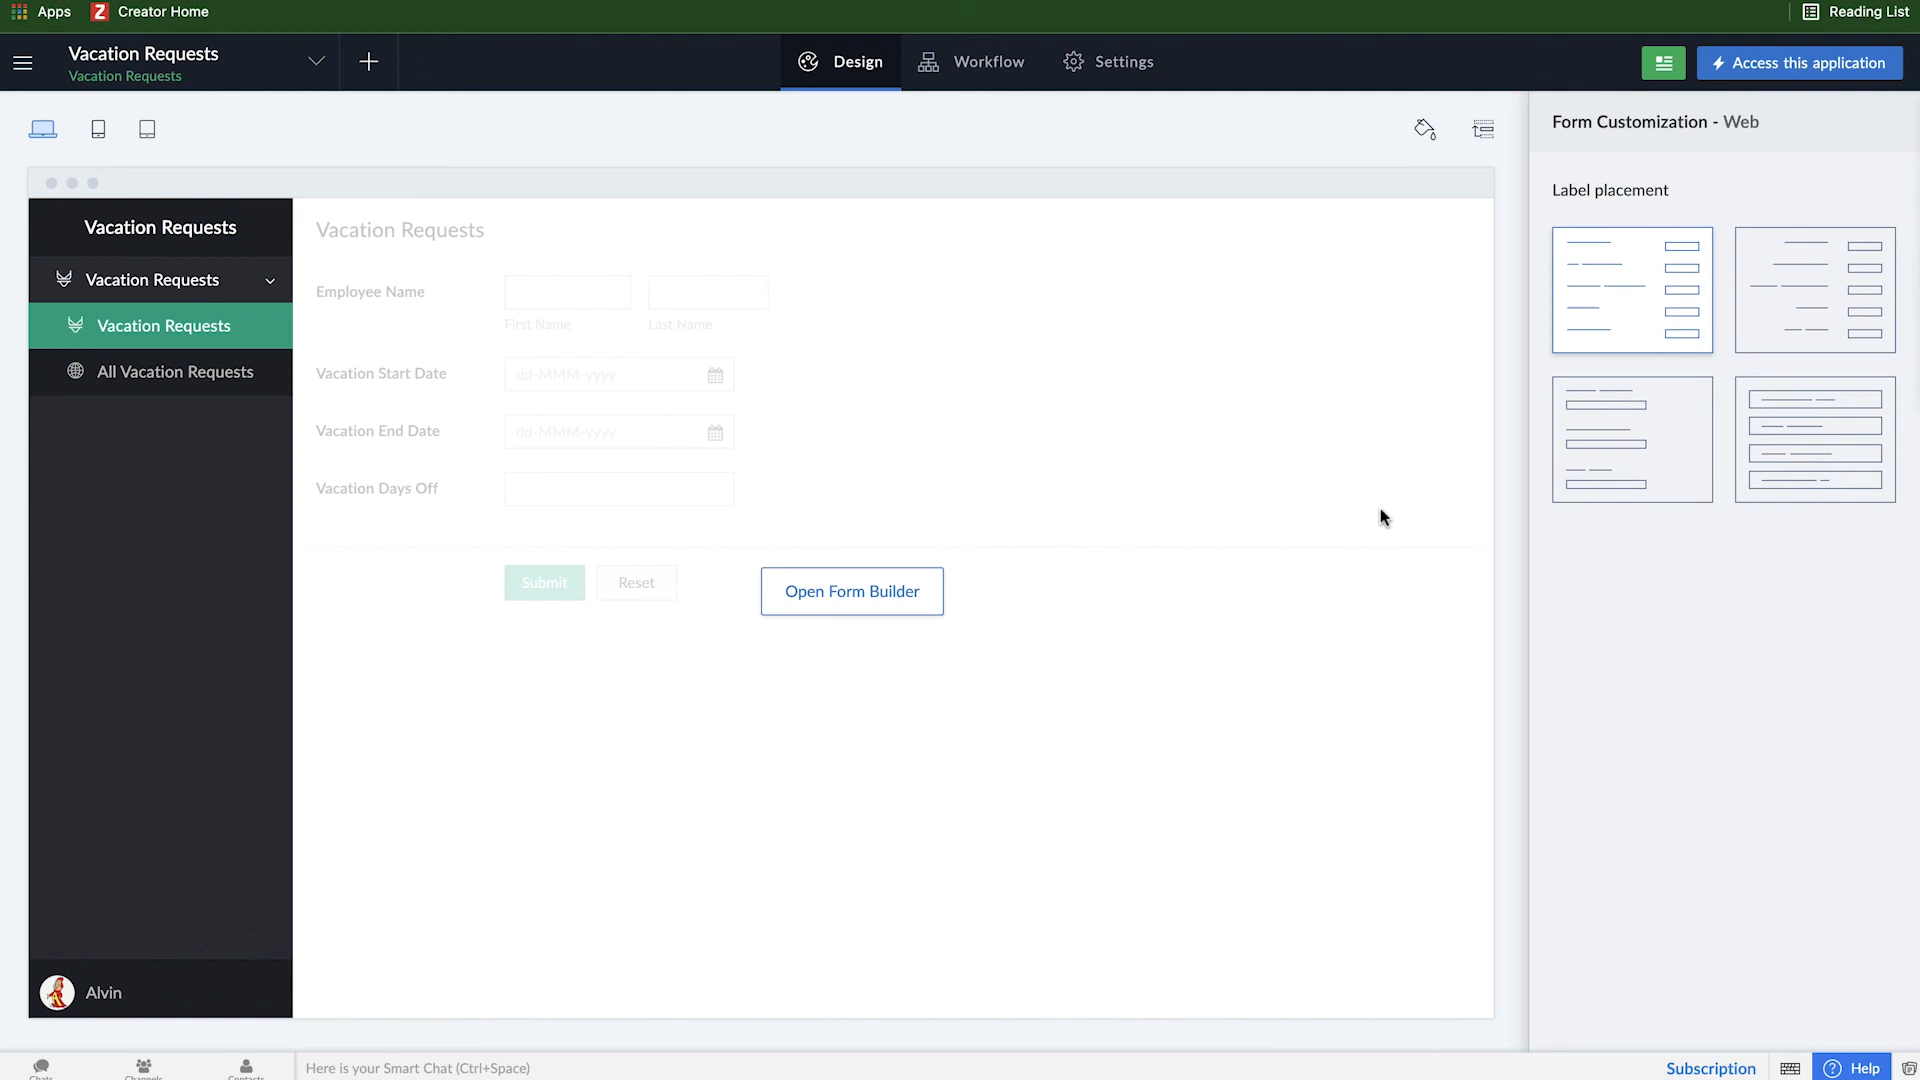 Apps
Z Creator Home
Reading List
Vacation Requests
Vacation Requests
Design
Workflow
Settings
Access this application
Form Customization - Web
Label placement
Vacation Requests
Vacation Requests
Vacation Requests
All Vacation Requests
Alvin
Vacation Requests
Employee Name
First Name
Last Name
Vacation Start Date
dd-MMM-yyyy
Vacation End Date
dd-MMM-yyyy
Vacation Days Off
Submit
Reset
Open Form Builder
Chats
Channels
Contacts
Here is your Smart Chat (Ctrl+Space)
Subscription
? Help